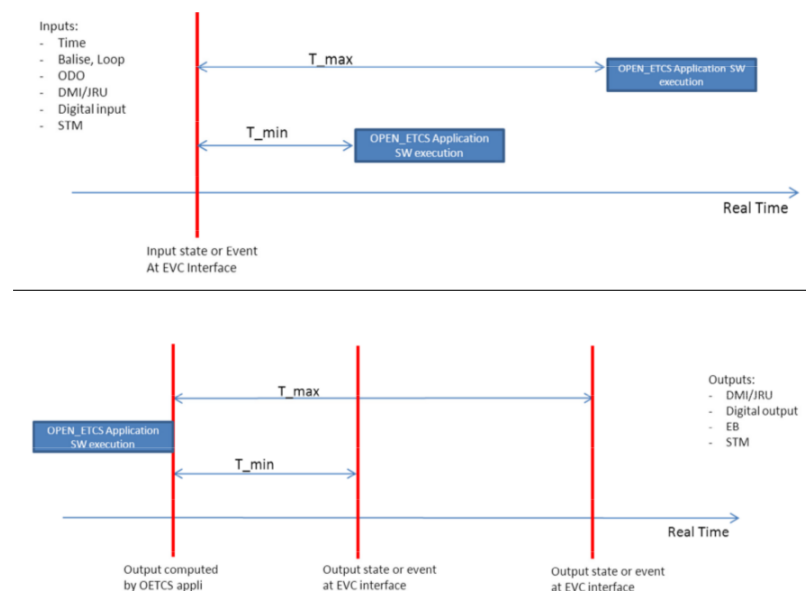 Inputs:
- Time
- Balise, Loop
- ODO
- DMI/JRU
- Digital input
- STM
T_max
OPEN_ETCS Application SW
execution
T_min
OPEN_ETCS Application
SW execution
Real Time
Input state or Event
At EVC Interface
Outputs:
- DMI/JRU
- Digital output
- EB
- STM
T_max
OPEN_ETCS Application
SW execution
T_min
Real Time
Output computed
by OETCS appli
Output state or event
at EVC interface
Output state or event
at EVC interface